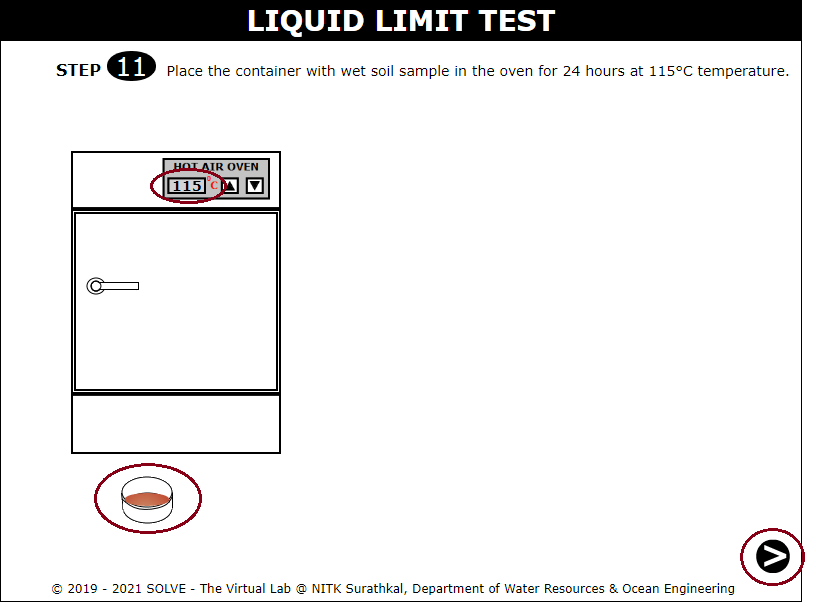 LIQUID LIMIT TEST
STEP 11 Place the container with wet soil sample in the oven for 24 hours at 115°C temperature.
HOT AIR OVEN
115 °C ▲ ▼
>
© 2019 - 2021 SOLVE - The Virtual Lab @ NITK Surathkal, Department of Water Resources & Ocean Engineering